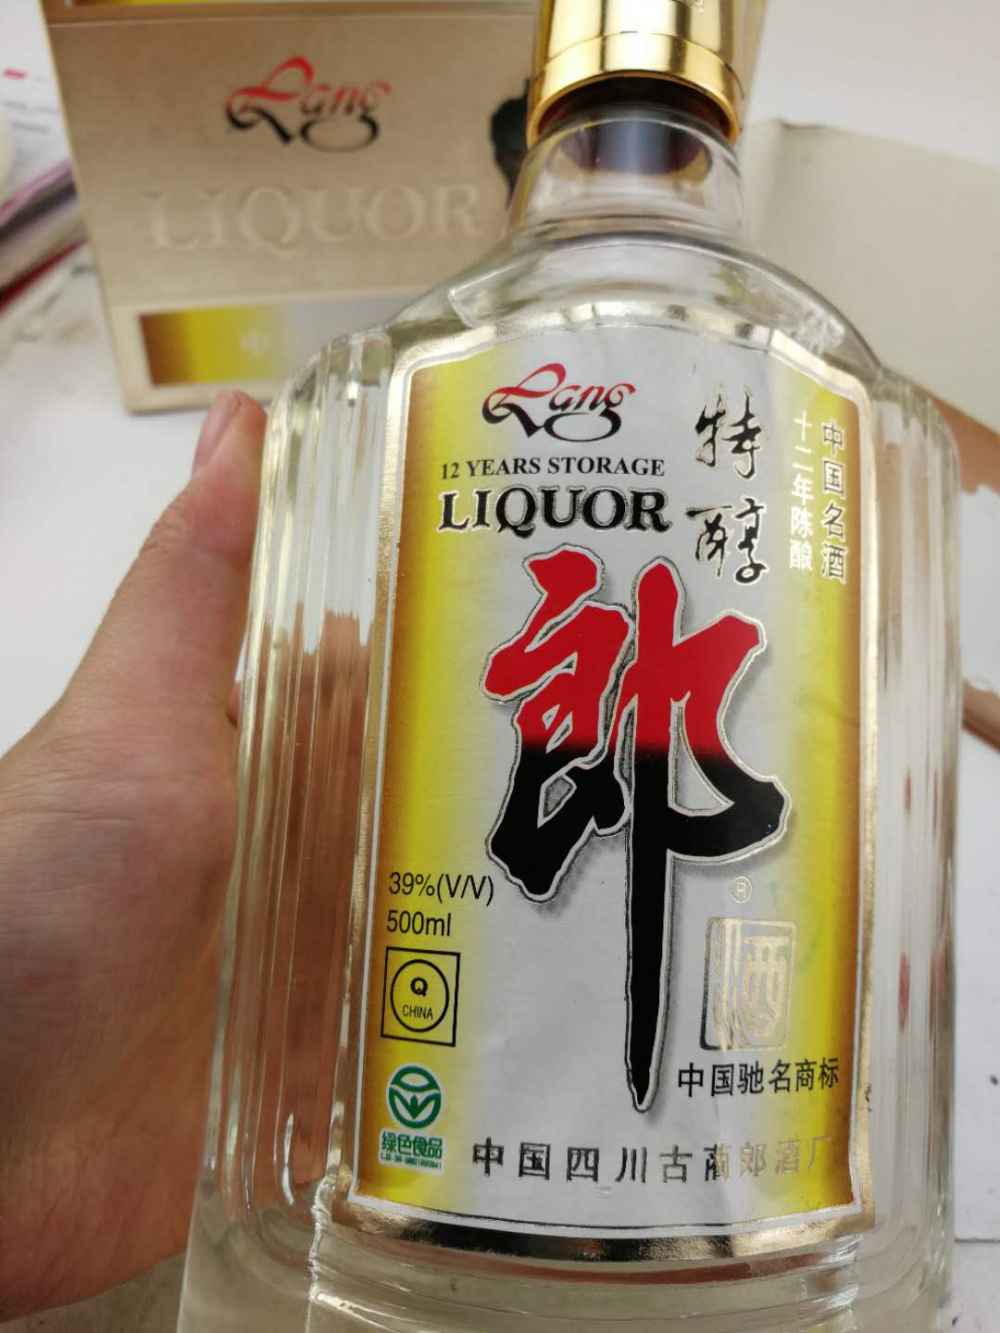 Lang
LIQUOR
Lang
12 YEARS STORAGE
LIQUOR
特醇
中国名酒
十二年陈酿
郎
®
酒
39%(V/V)
500ml
Q
CHINA
绿色食品
中国驰名商标
中国四川古蔺郎酒厂